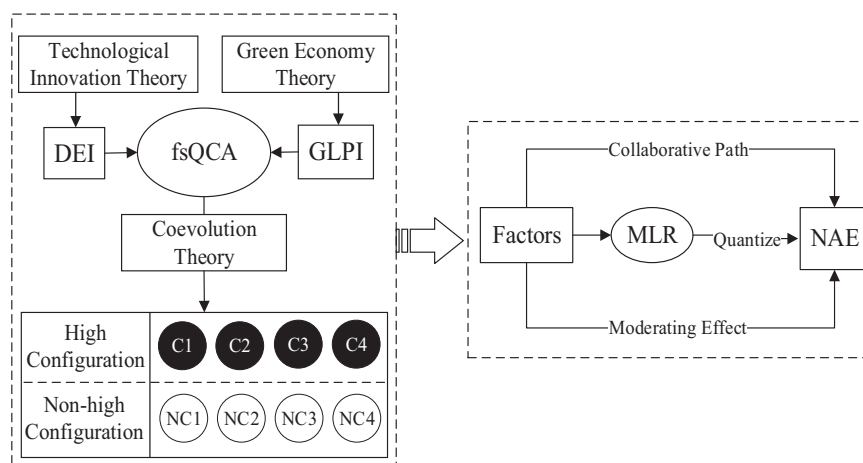 Technological
Innovation Theory
Green Economy
Theory
DEI
fsQCA
GLPI
Coevolution
Theory
High
Configuration
C1
C2
C3
C4
Non-high
Configuration
NC1
NC2
NC3
NC4
Collaborative Path
Factors
MLR
Quantize
NAE
Moderating Effect